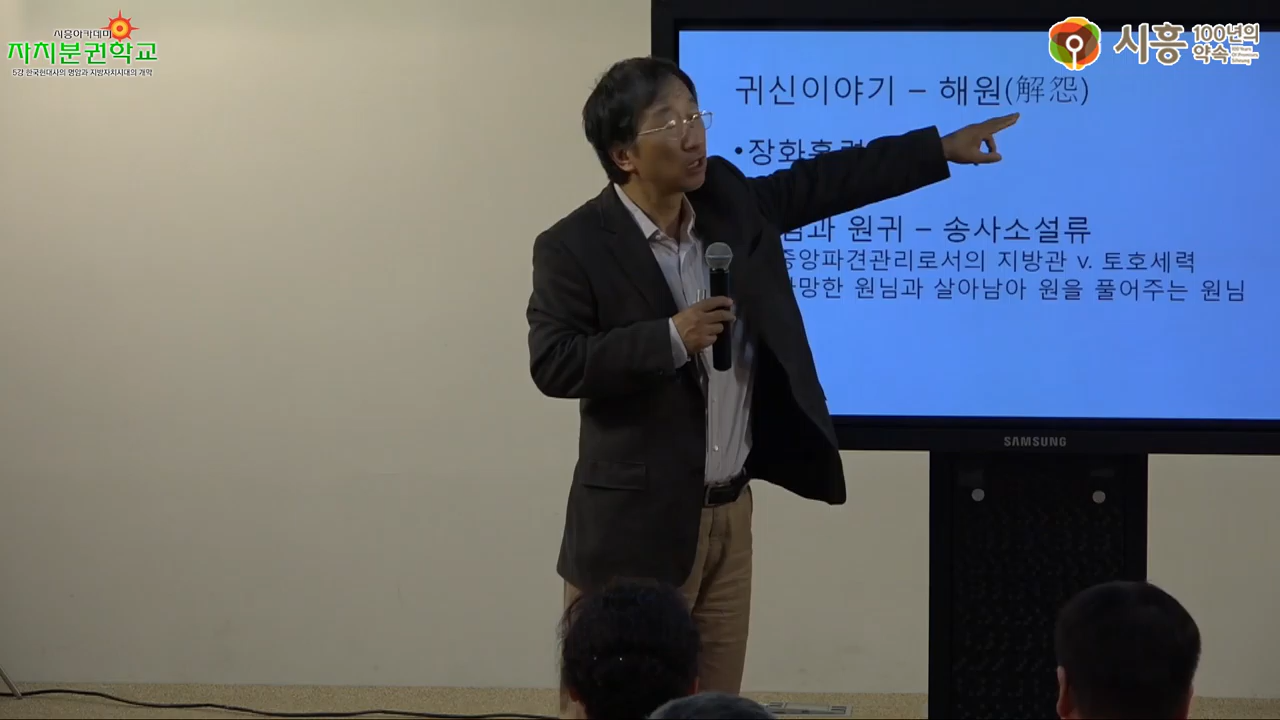 시흥아카데미
자치분권학교
5강 한국현대사의 명암과 지방자치시대의 개막
시흥 100년의
약속
귀신이야기 – 해원(解怨)
•장화홍련
원귀 – 송사소설류
중앙파견관리로서의 지방관 v. 토호세력
원님과 살아남아 원을 풀어주는 원님
SAMSUNG